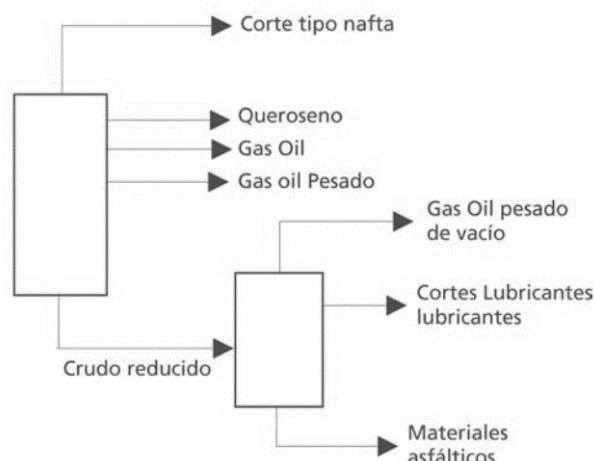 Corte tipo nafta
Queroseno
Gas Oil
Gas oil Pesado
Gas Oil pesado
de vacío
Cortes Lubricantes
lubricantes
Crudo reducido
Materiales
asfálticos